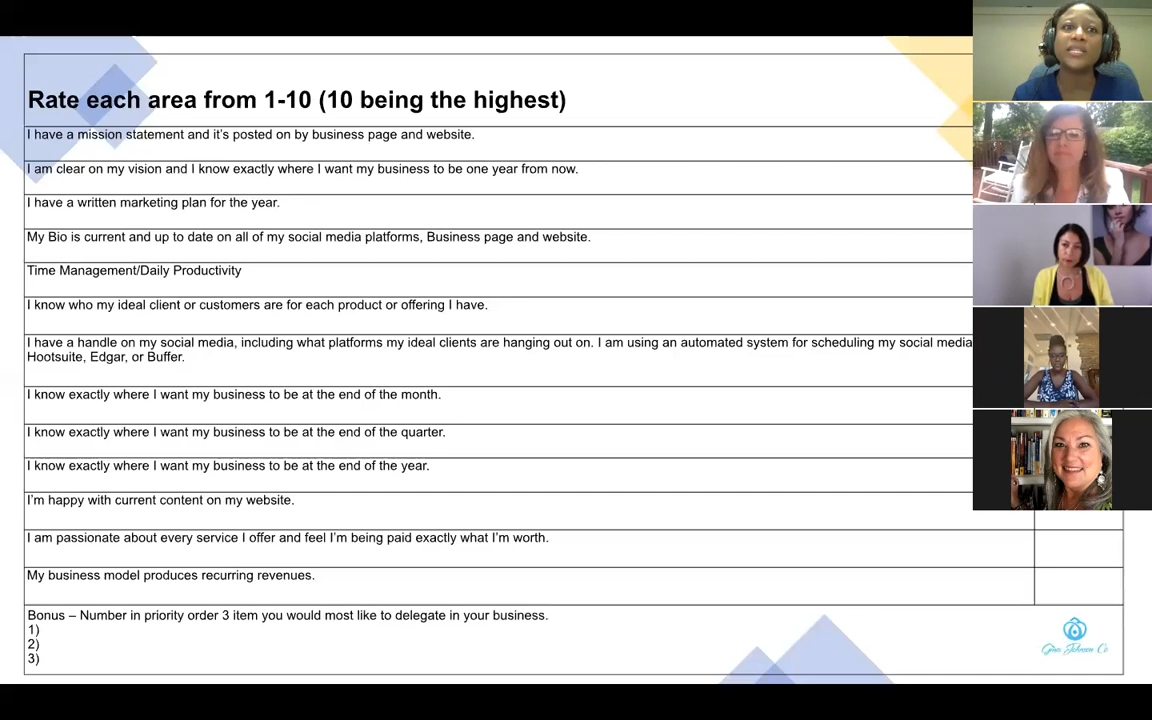 Rate each area from 1-10 (10 being the highest)
I have a mission statement and it's posted on by business page and website.
I am clear on my vision and I know exactly where I want my business to be one year from now.
I have a written marketing plan for the year.
My Bio is current and up to date on all of my social media platforms, Business page and website.
Time Management/Daily Productivity
I know who my ideal client or customers are for each product or offering I have.
I have a handle on my social media, including what platforms my ideal clients are hanging out on. I am using an automated system for scheduling my social media
Hootsuite, Edgar, or Buffer.
I know exactly where I want my business to be at the end of the month.
I know exactly where I want my business to be at the end of the quarter.
I know exactly where I want my business to be at the end of the year.
I'm happy with current content on my website.
I am passionate about every service I offer and feel I'm being paid exactly what I'm worth.
My business model produces recurring revenues.
Bonus – Number in priority order 3 item you would most like to delegate in your business.
1)
2)
3)
Johnson Co